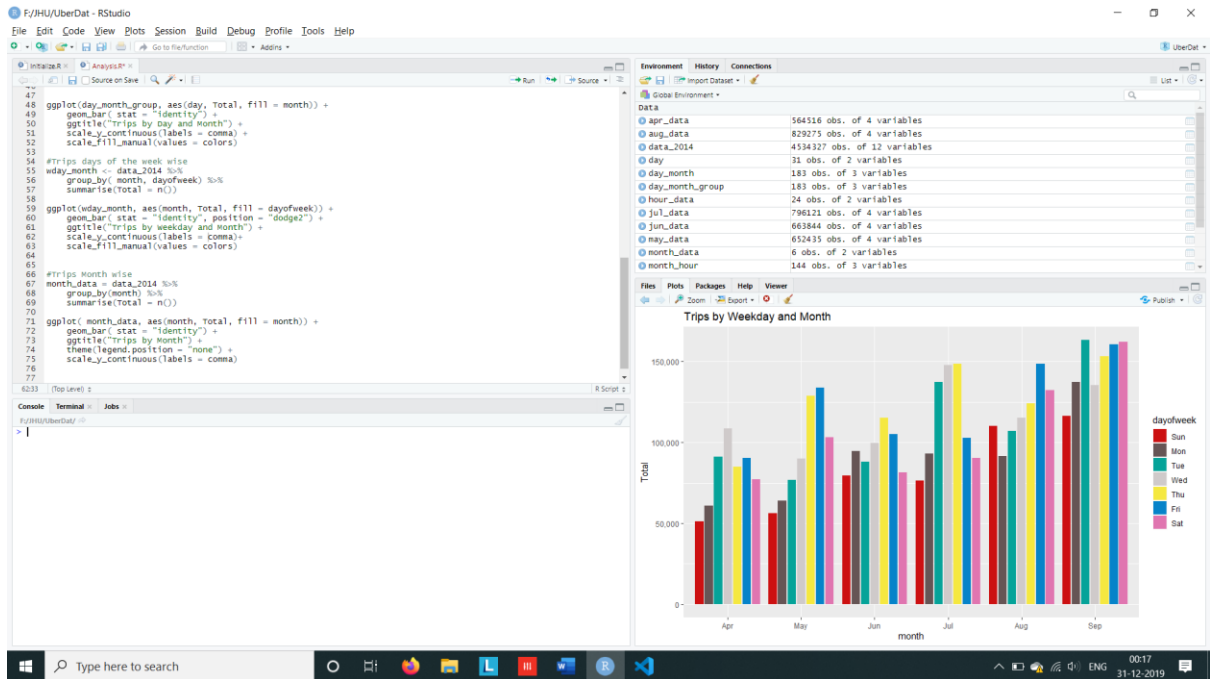 F:/JHU/UberDat - RStudio
File Edit Code View Plots Session Build Debug Profile Tools Help
Go to file/function Addins UberDat
Initialize.R Analysis.R*
Source on Save Run Source
47
48 ggplot(day_month_group, aes(day, Total, fill = month)) +
49 geom_bar( stat = "identity") +
50 ggtitle("Trips by Day and Month") +
51 scale_y_continuous(labels = comma) +
52 scale_fill_manual(values = colors)
53
54 #Trips days of the week wise
55 wday_month <- data_2014 %>%
56 group_by( month, dayofweek) %>%
57 summarise(Total = n())
58
59 ggplot(wday_month, aes(month, Total, fill = dayofweek)) +
60 geom_bar( stat = "identity", position = "dodge2") +
61 ggtitle("Trips by Weekday and Month") +
62 scale_y_continuous(labels = comma)+
63 scale_fill_manual(values = colors)
64
65
66 #Trips Month wise
67 month_data = data_2014 %>%
68 group_by(month) %>%
69 summarise(Total = n())
70
71 ggplot( month_data, aes(month, Total, fill = month)) +
72 geom_bar( stat = "identity") +
73 ggtitle("Trips by Month") +
74 theme(legend.position = "none") +
75 scale_y_continuous(labels = comma)
76
77
62:33 (Top Level) R Script
Console Terminal Jobs
F:/JHU/UberDat/
>
Environment History Connections
Import Dataset List
Global Environment
Data
apr_data 564516 obs. of 4 variables
aug_data 829275 obs. of 4 variables
data_2014 4534327 obs. of 12 variables
day 31 obs. of 2 variables
day_month 183 obs. of 3 variables
day_month_group 183 obs. of 3 variables
hour_data 24 obs. of 2 variables
jul_data 796121 obs. of 4 variables
jun_data 663844 obs. of 4 variables
may_data 652435 obs. of 4 variables
month_data 6 obs. of 2 variables
month_hour 144 obs. of 3 variables
Files Plots Packages Help Viewer
Zoom Export Publish
Trips by Weekday and Month
150,000
100,000
50,000
0
Total
Apr May Jun Jul Aug Sep
month
dayofweek
Sun
Mon
Tue
Wed
Thu
Fri
Sat
Type here to search
ENG
00:17
31-12-2019